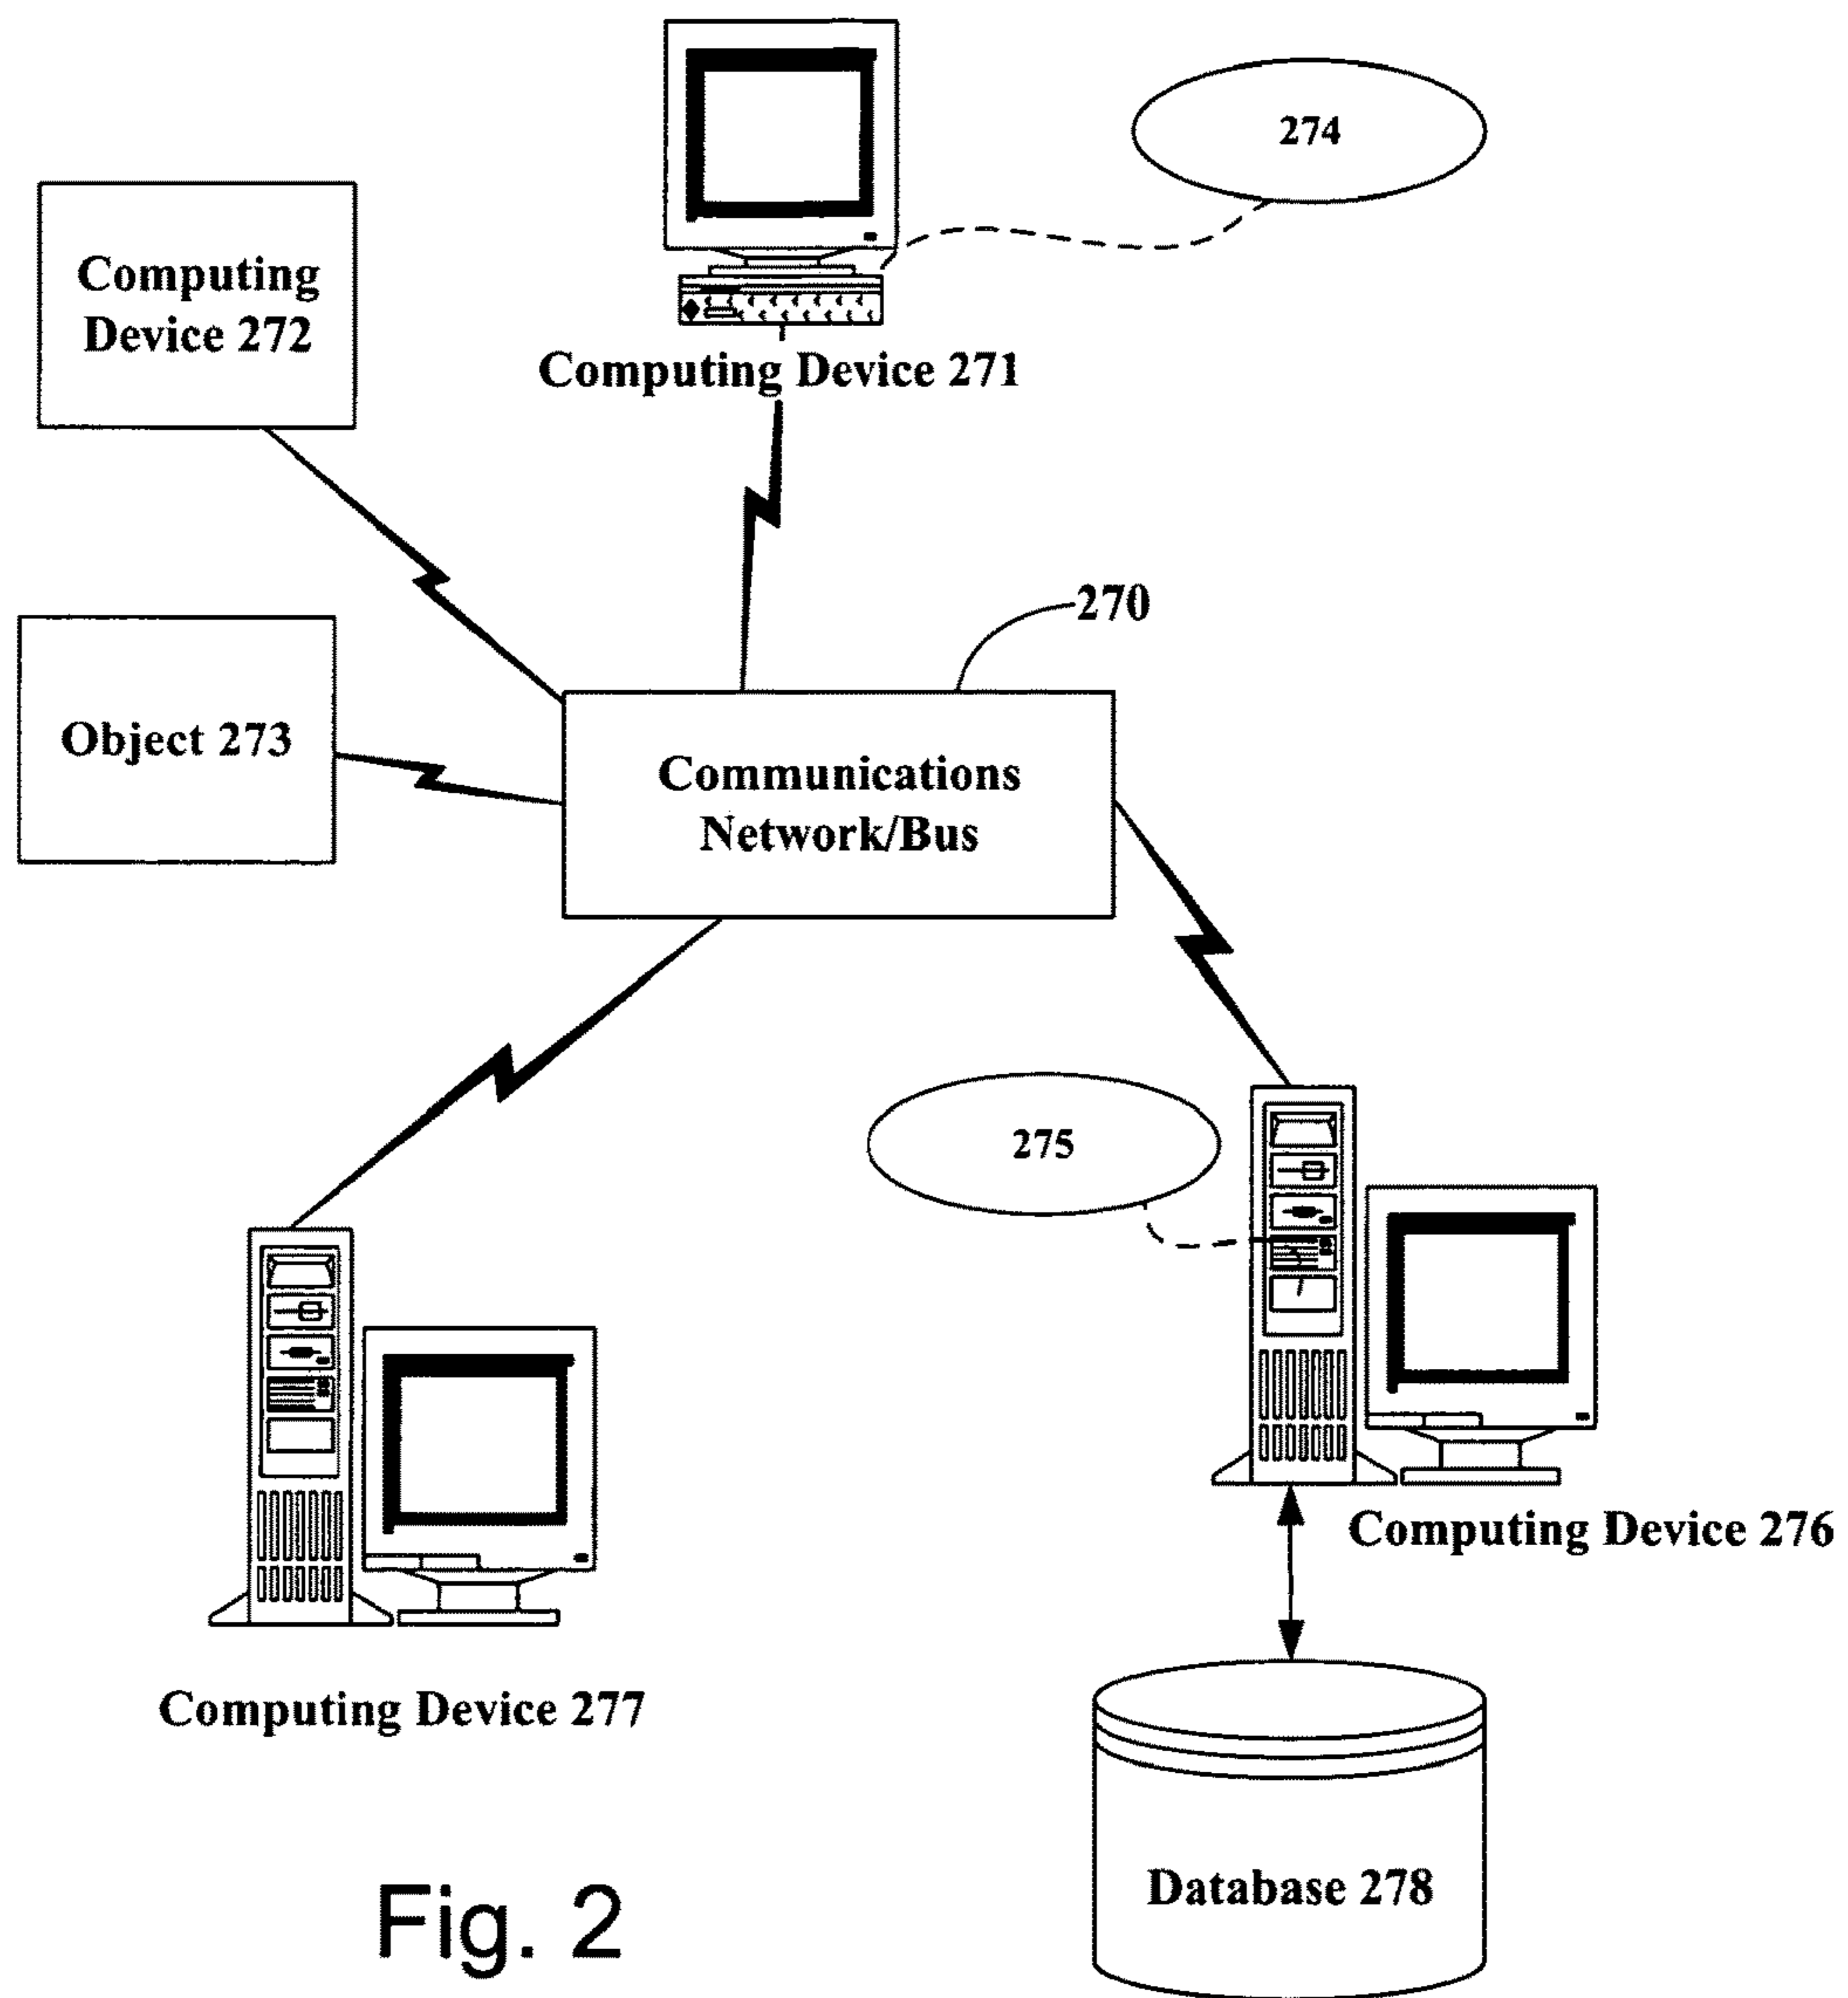 274
Computing
Device 272
Computing Device 271
270
Object 273
Communications
Network/Bus
275
Computing Device 276
Computing Device 277
Database 278
Fig. 2